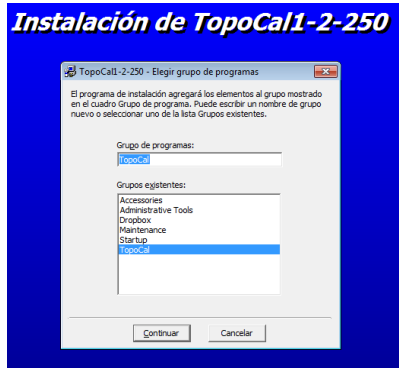 Instalación de TopoCal1-2-250
TopoCal1-2-250 - Elegir grupo de programas
El programa de instalación agregará los elementos al grupo mostrado
en el cuadro Grupo de programa. Puede escribir un nombre de grupo
nuevo o seleccionar uno de la lista Grupos existentes.
Grupo de programas:
TopoCal
Grupos existentes:
Accessories
Administrative Tools
Dropbox
Maintenance
Startup
TopoCal
Continuar
Cancelar